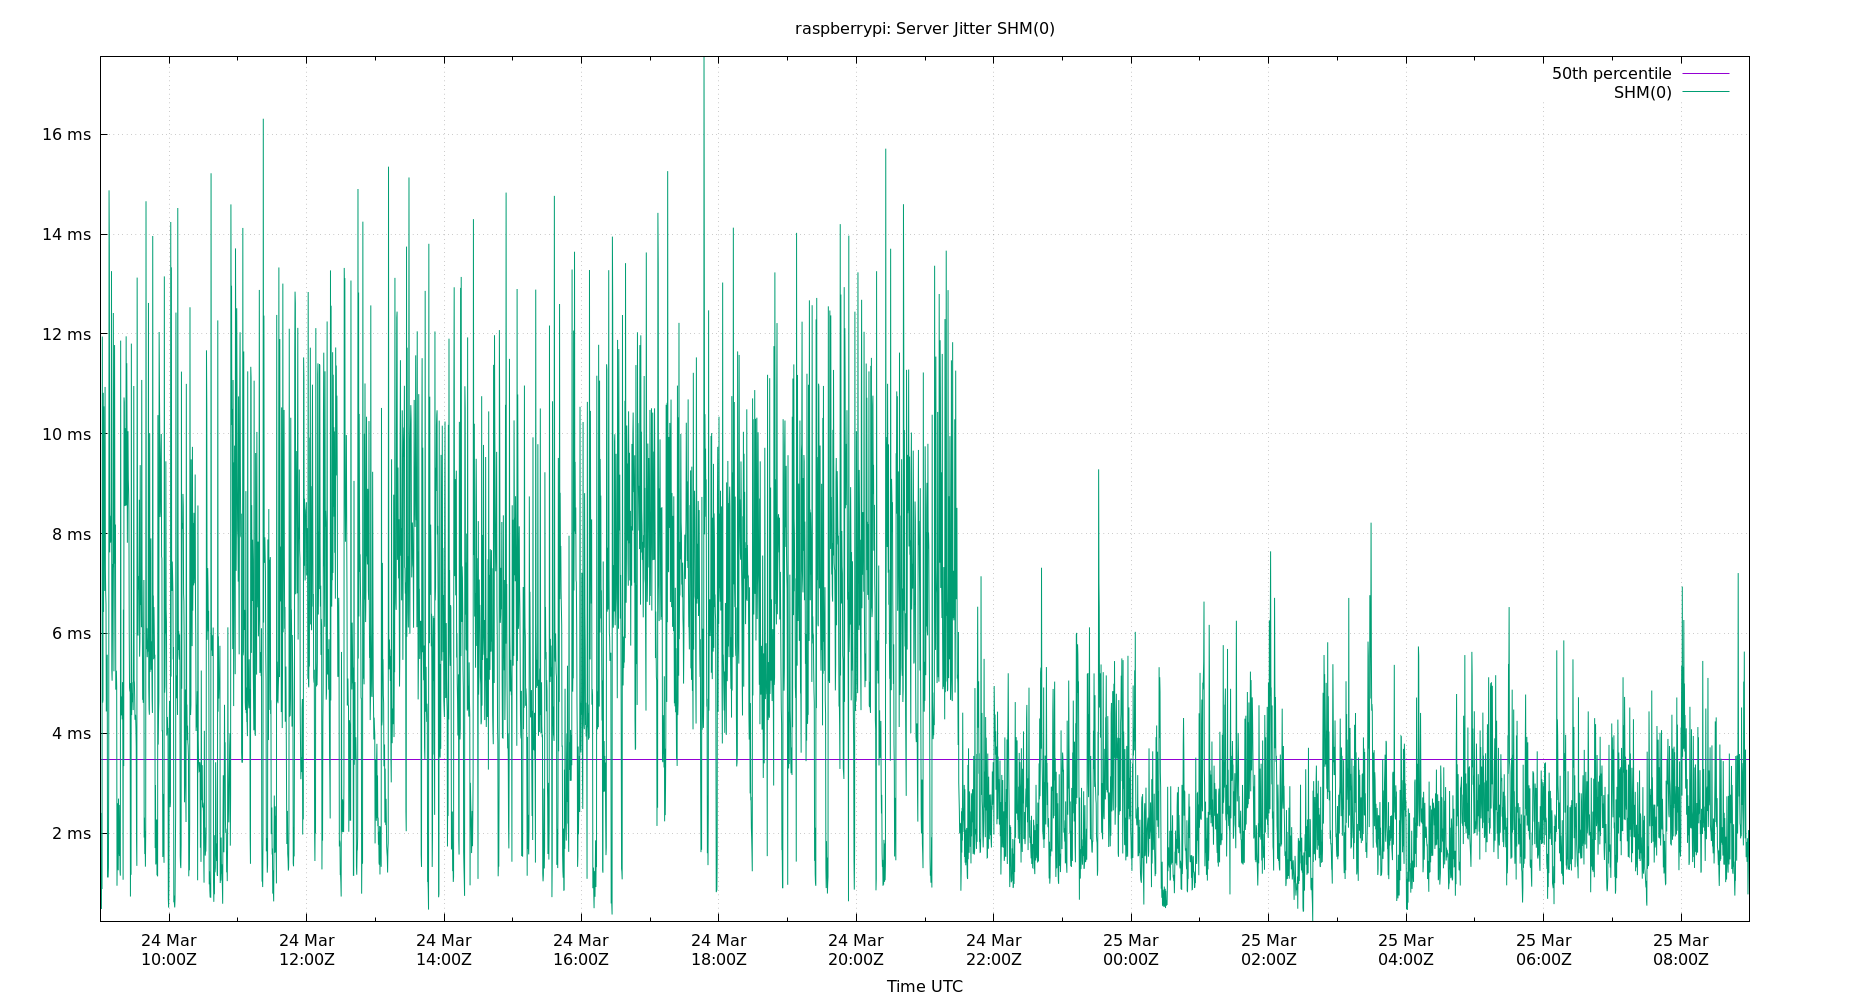 raspberrypi: Server Jitter SHM(0)
50th percentile
SHM(0)
16 ms
14 ms
12 ms
10 ms
8 ms
6 ms
4 ms
2 ms
24 Mar 24 Mar 24 Mar 24 Mar 24 Mar 24 Mar 24 Mar 25 Mar 25 Mar 25 Mar 25 Mar 25 Mar
10:00Z 12:00Z 14:00Z 16:00Z 18:00Z 20:00Z 22:00Z 00:00Z 02:00Z 04:00Z 06:00Z 08:00Z
Time UTC